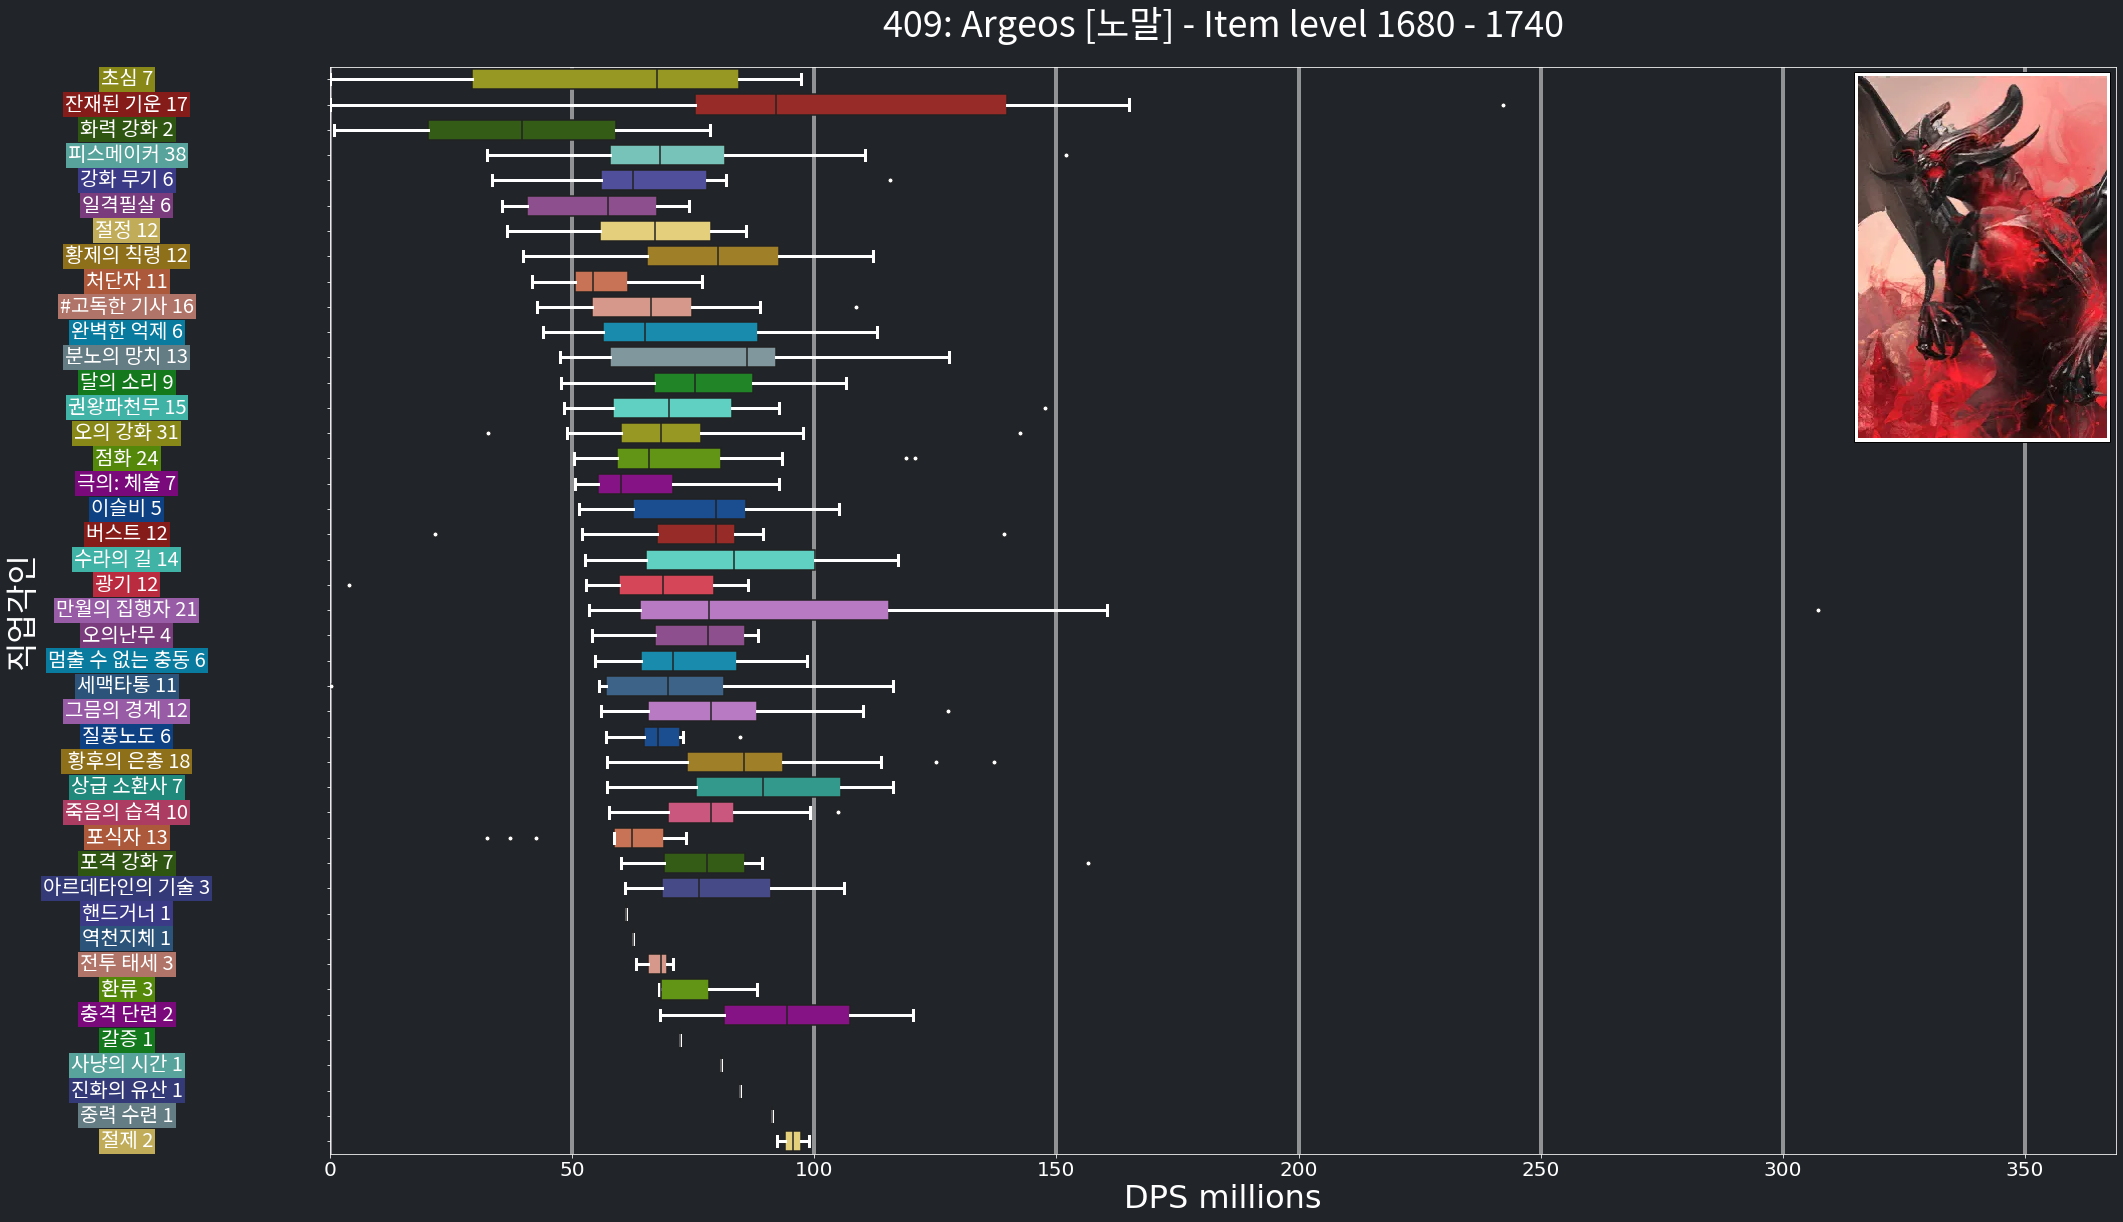 409: Argeos [노말] - Item level 1680 - 1740
초심 7
잔재된 기운 17
화력 강화 2
피스메이커 38
강화 무기 6
일격필살 6
절정 12
황제의 칙령 12
처단자 11
#고독한 기사 16
완벽한 억제 6
분노의 망치 13
달의 소리 9
권왕파천무 15
오의 강화 31
점화 24
극의: 체술 7
이슬비 5
버스트 12
수라의 길 14
광기 12
만월의 집행자 21
오의난무 4
멈출 수 없는 충동 6
세맥타통 11
그믐의 경계 12
질풍노도 6
황후의 은총 18
상급 소환사 7
죽음의 습격 10
포식자 13
포격 강화 7
아르데타인의 기술 3
핸드거너 1
역천지체 1
전투 태세 3
환류 3
충격 단련 2
갈증 1
사냥의 시간 1
진화의 유산 1
중력 수련 1
절제 2
직업각인
0 50 100 150 200 250 300 350
DPS millions